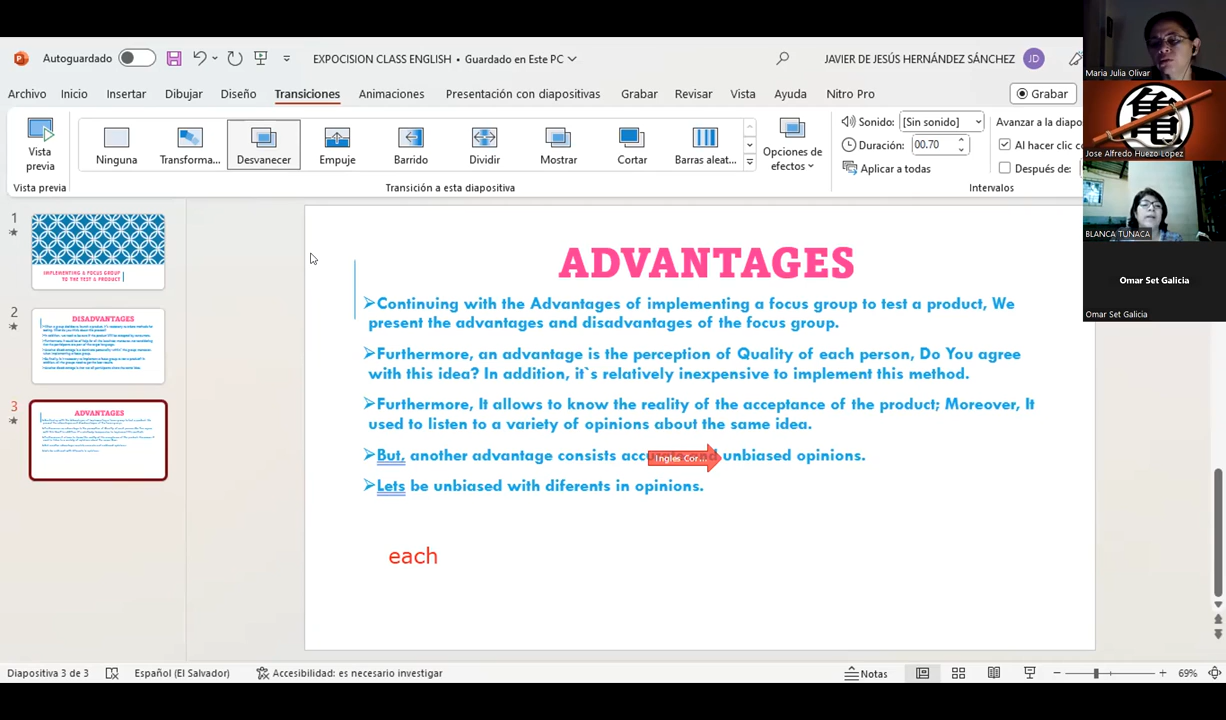 Autoguardado
EXPOCISION CLASS ENGLISH • Guardado en Este PC
JAVIER DE JESÚS HERNÁNDEZ SÁNCHEZ
JD
Archivo Inicio Insertar Dibujar Diseño Transiciones Animaciones Presentación con diapositivas Grabar Revisar Vista Ayuda Nitro Pro
Grabar
Vista previa
Ninguna Transforma... Desvanecer Empuje Barrido Dividir Mostrar Cortar Barras aleat...
Opciones de efectos
Sonido: [Sin sonido]
Duración: 00.70
Aplicar a todas
Avanzar a la diapo
Al hacer clic c
Después de:
Vista previa
Transición a esta diapositiva
Intervalos
1
IMPLEMENTING A FOCUS GROUP
TO THE TEST A PRODUCT
2
DISADVANTAGES
3
ADVANTAGES
ADVANTAGES
Continuing with the Advantages of implementing a focus group to test a product, We
present the advantages and disadvantages of the focus group.
Furthermore, an advantage is the perception of Quality of each person, Do You agree
with this idea? In addition, it`s relatively inexpensive to implement this method.
Furthermore, It allows to know the reality of the acceptance of the product; Moreover, It
used to listen to a variety of opinions about the same idea.
But, another advantage consists accurate and unbiased opinions.
Ingles Cor...
Lets be unbiased with diferents in opinions.
each
Maria Julia Olivar
亀
Jose Alfredo Huezo Lopez
BLANCA TUNACA
Omar Set Galicia
Omar Set Galicia
Diapositiva 3 de 3
Español (El Salvador)
Accesibilidad: es necesario investigar
Notas
69%